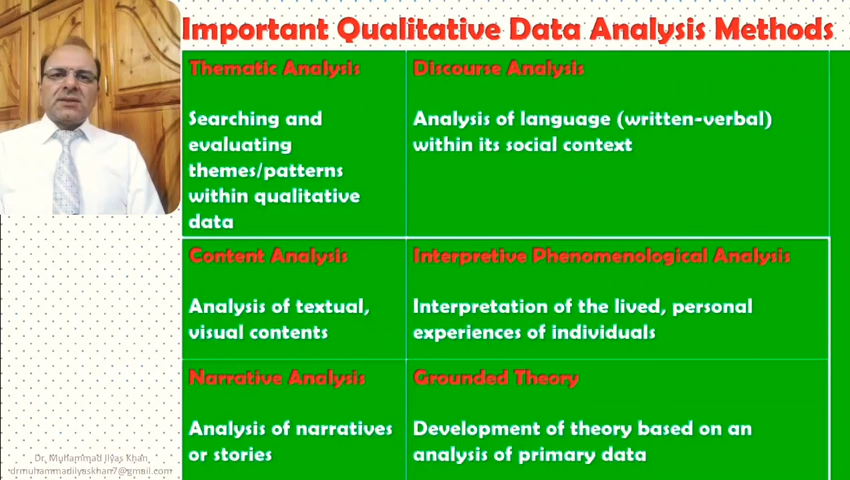 Important Qualitative Data Analysis Methods
Thematic Analysis
Searching and
evaluating
themes/patterns
within qualitative
data
Discourse Analysis
Analysis of language (written-verbal)
within its social context
Content Analysis
Analysis of textual,
visual contents
Interpretive Phenomenological Analysis
Interpretation of the lived, personal
experiences of individuals
Narrative Analysis
Analysis of narratives
or stories
Grounded Theory
Development of theory based on an
analysis of primary data
Dr. Muhammad Ilyas Khan
drmuhammadilyaskhan7@gmail.com